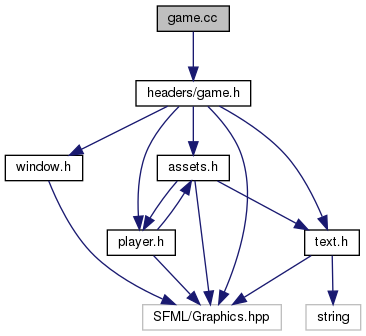 game.cc
headers/game.h
window.h
assets.h
player.h
text.h
SFML/Graphics.hpp
string